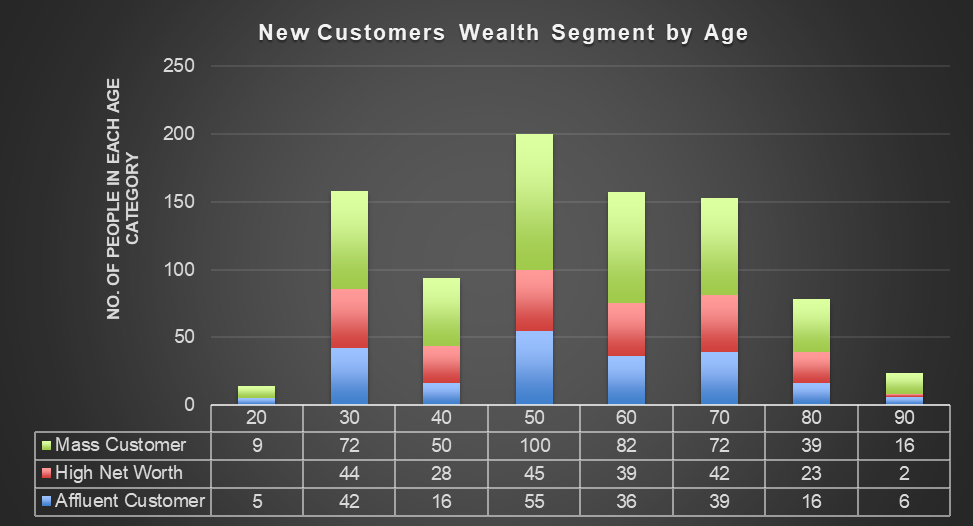 New Customers Wealth Segment by Age
NO. OF PEOPLE IN EACH AGE
CATEGORY
250
200
150
100
50
0
20 30 40 50 60 70 80 90
Mass Customer 9 72 50 100 82 72 39 16
High Net Worth 44 28 45 39 42 23 2
Affluent Customer 5 42 16 55 36 39 16 6